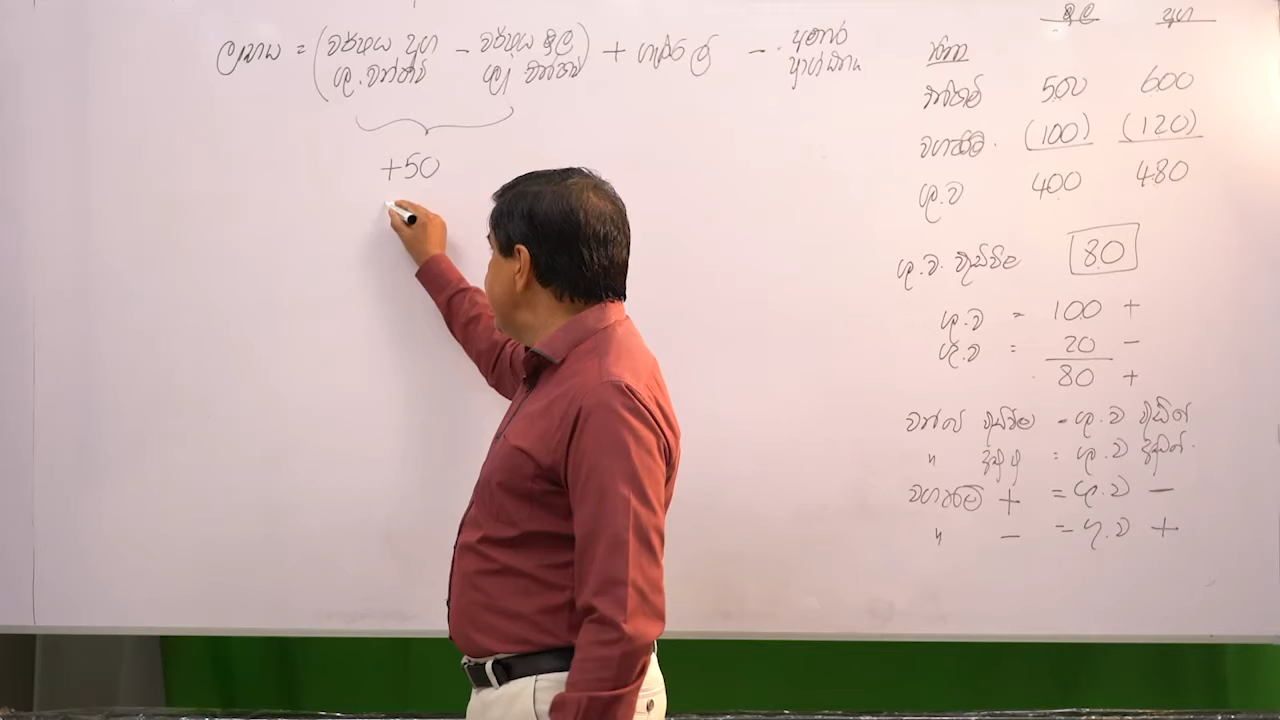 ලාභය = (වර්ෂය අග ශු.වත්කම් - වර්ෂය මුල ශු. වත්කම්) + ගැනිලි - අමතර ප්‍රාග්ධනය
+50
මුල අග
වත්කම් 500 600
වගකීම් (100) (120)
ශු.ව 400 480
ශු.ව. වැඩිවීම 80
ශු.ව = 100 +
ශු.ව = 20 -
80 +
වත්කම් වැඩිවීම = ශු.ව වැඩිවේ
" අඩුවූ = ශු.ව අඩුවේ.
වගකීම් + = ශු.ව -
" - = ශු.ව +